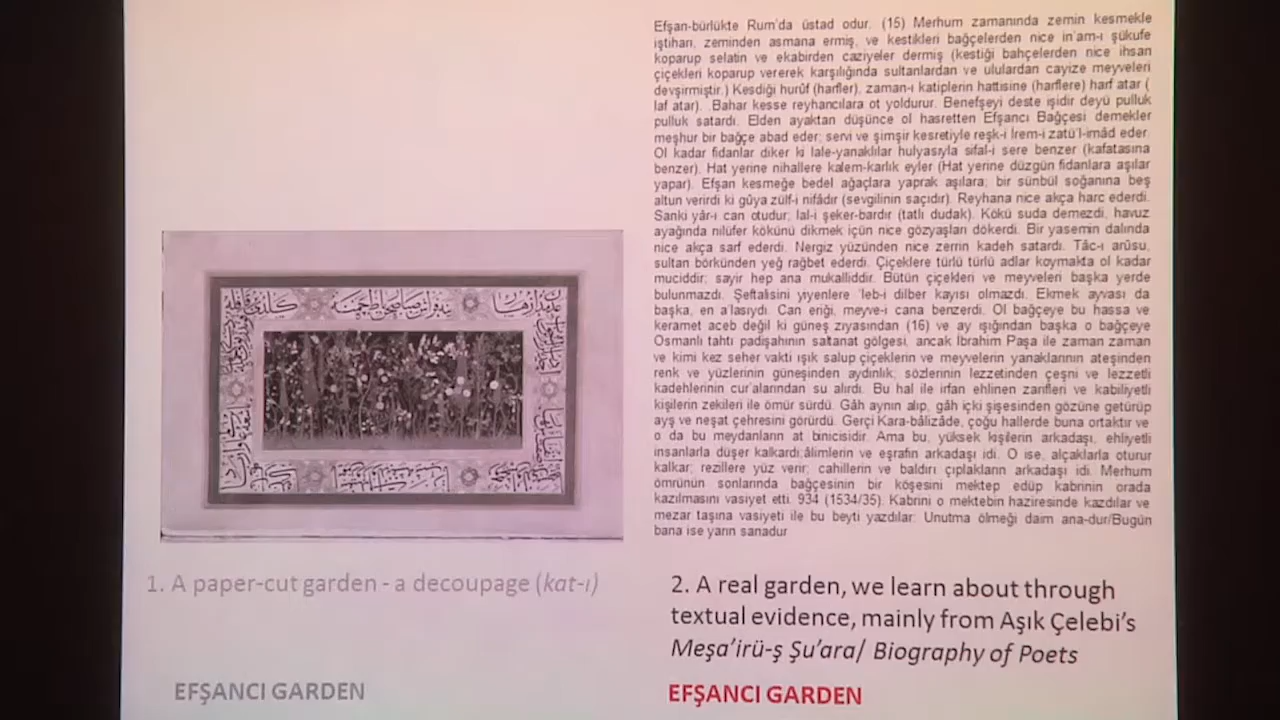 Efşan-bürlükte Rum'da üstad odur. (15) Merhum zamanında zemin kesmekle
iştihan, zeminden asmana ermiş, ve kestikleri bağçelerden nice in'am-ı şükufe
koparup selatin ve ekabirden caziyeler dermiş (kestiği bahçelerden nice ihsan
çiçekleri koparup vererek karşılığında sultanlardan ve ululardan cayize meyveleri
devşirmiştir.) Kesdiği hurûf (harfler), zaman-ı katiplerin hattisine (harflere) harf atar (
laf atar). Bahar kesse reyhancılara ot yoldurur. Benefşeyi deste işidir deyü pulluk
pulluk satardı. Elden ayaktan düşünce ol hasretten Efşancı Bağçesi demekler
meşhur bir bağçe abad eder; servi ve şimşir kesretiyle reşk-i İrem-i zatü'l-imâd eder.
Ol kadar fidanlar diker ki lale-yanaklılar hulyasıyla sifal-i sere benzer (kafatasına
benzer). Hat yerine nihallere kalem-karlık eyler (Hat yerine düzgün fidanlara aşılar
yapar). Efşan kesmeğe bedel ağaçlara yaprak aşılara; bir sünbül soğanına beş
altun verirdi ki gûya zülf-i nifâdır (sevgilinin saçıdır). Reyhana nice akça harc ederdi.
Sanki yâr-i can otudur; lal-i şeker-bardır (tatlı dudak). Kökü suda demezdi, havuz
ayağında nilüfer kökünü dikmek içün nice gözyaşları dökerdi. Bir yasemin dalında
nice akça sarf ederdi. Nergiz yüzünden nice zerrin kadeh satardı. Tâc-ı arûsu,
sultan börkünden yeğ rağbet ederdi. Çiçeklere türlü türlü adlar koymakta ol kadar
muciddir; sayir hep ana mukalliddir. Bütün çiçekleri ve meyveleri başka yerde
bulunmazdı. Şeftalisini yiyenlere 'leb-i dilber kayısı olmazdı. Ekmek ayvası da
başka, en a'lasıydı. Can eriği, meyve-i cana benzerdi. Ol bağçeye bu hassa ve
keramet aceb değil ki güneş zıyasından (16) ve ay ışığından başka o bağçeye
Osmanlı tahtı padişahının saltanat gölgesi, ancak İbrahim Paşa ile zaman zaman
ve kimi kez seher vakti ışık salup çiçeklerin ve meyvelerin yanaklarının ateşinden
renk ve yüzlerinin güneşinden aydınlık; sözlerinin lezzetinden çeşni ve lezzetli
kadehlerinin cur'alarından su alırdı. Bu hal ile irfan ehlinen zarifleri ve kabiliyetli
kişilerin zekileri ile ömür sürdü. Gâh aynın alıp, gâh içki şişesinden gözüne getürüp
ayş ve neşat çehresini görürdü. Gerçi Kara-bâlizâde, çoğu hallerde buna ortaktır ve
o da bu meydanların at binicisidir. Ama bu, yüksek kişilerin arkadaşı, ehliyetli
insanlarla düşer kalkardı;âlimlerin ve eşrafın arkadaşı idi. O ise, alçaklarla oturur
kalkar; rezillere yüz verir; cahillerin ve baldırı çıplakların arkadaşı idi. Merhum
ömrünün sonlarında bağçesinin bir köşesini mektep edüp kabrinin orada
kazılmasını vasiyet etti. 934 (1534/35). Kabrini o mektebin haziresinde kazdılar ve
mezar taşına vasiyeti ile bu beyti yazdılar: Unutma ölmeği daim ana-dur/Bugün
bana ise yarın sanadur
1. A paper-cut garden - a decoupage (kat-ı)
EFŞANCI GARDEN
2. A real garden, we learn about through
textual evidence, mainly from Aşık Çelebi's
Meşa'irü-ş Şu'ara/ Biography of Poets
EFŞANCI GARDEN